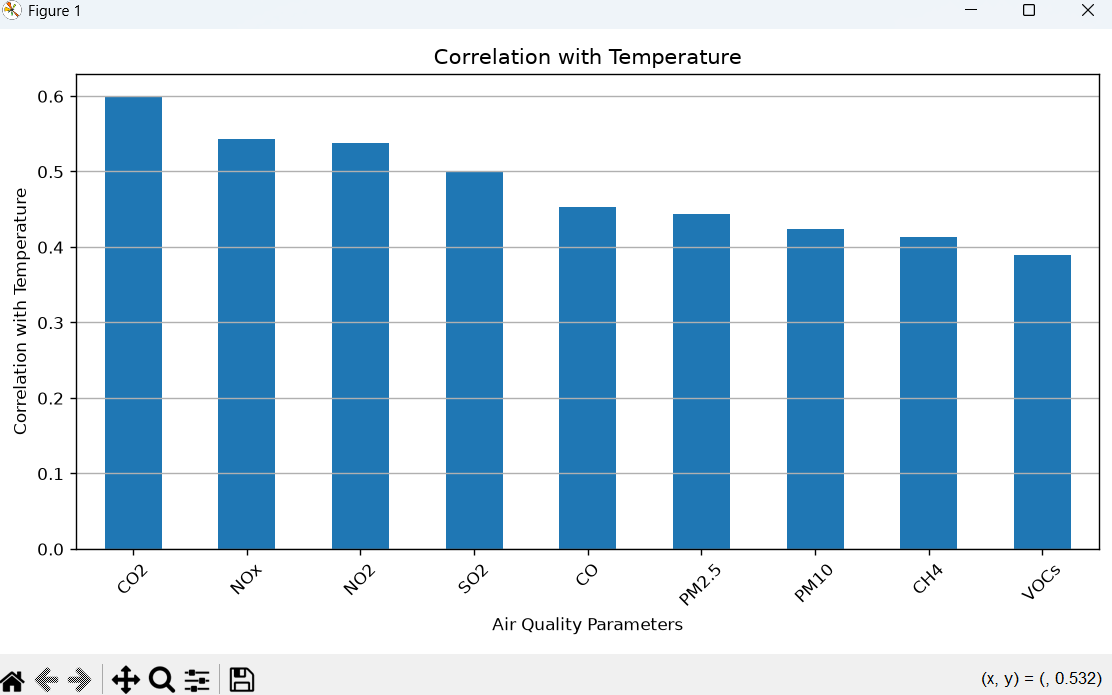 Figure 1
Correlation with Temperature
Correlation with Temperature
0.6
0.5
0.4
0.3
0.2
0.1
0.0
CO2 NOx NO2 SO2 CO PM2.5 PM10 CH4 VOCs
Air Quality Parameters
(x, y) = (, 0.532)